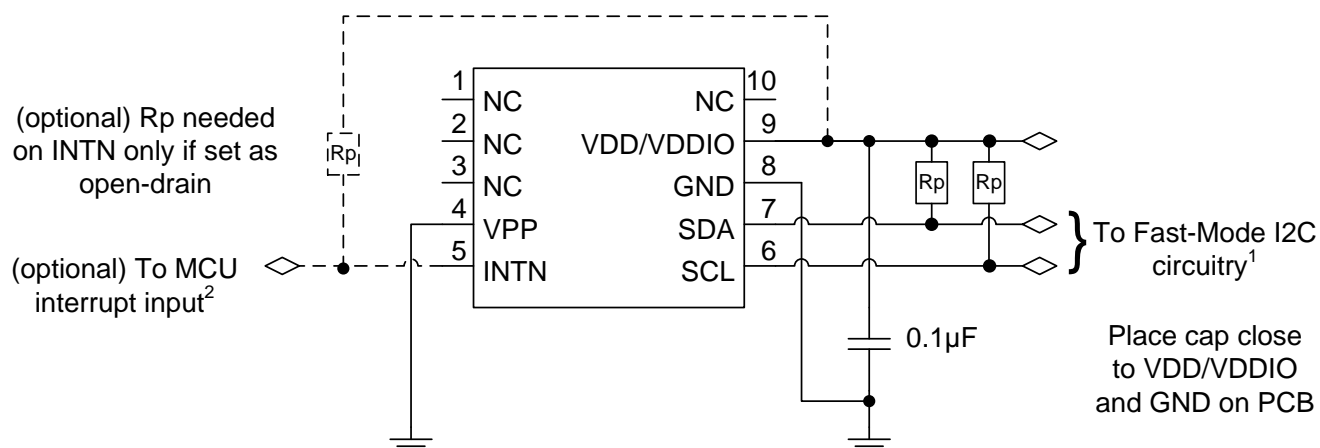 (optional) Rp needed
on INTN only if set as
open-drain
Rp
(optional) To MCU
interrupt input²
1
NC
2
NC
3
NC
4
VPP
5
INTN
10
NC
9
VDD/VDDIO
8
GND
7
SDA
6
SCL
Rp
Rp
0.1µF
} To Fast-Mode I2C
circuitry¹
Place cap close
to VDD/VDDIO
and GND on PCB